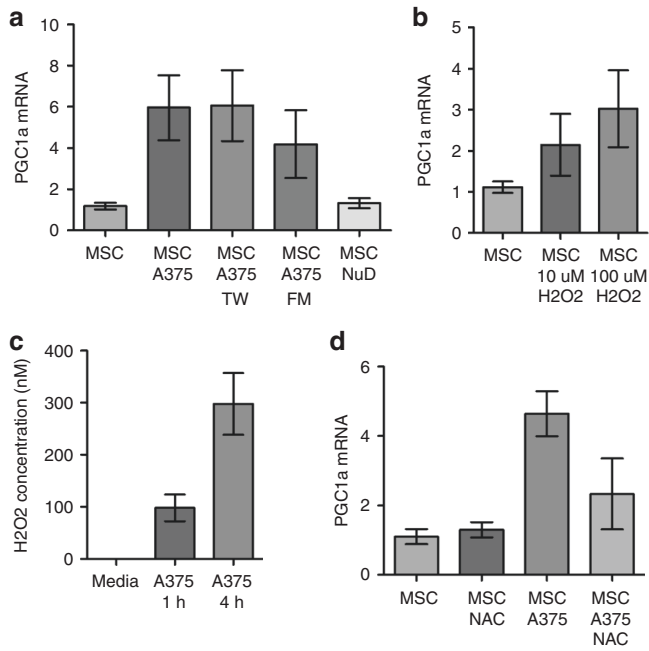 a
PGC1a mRNA
10
8
6
4
2
0
MSC
MSC
A375
MSC
A375
TW
MSC
A375
FM
MSC
NuD
b
PGC1a mRNA
5
4
3
2
1
0
MSC
MSC
10 uM
H2O2
MSC
100 uM
H2O2
c
H2O2 concentration (nM)
400
300
200
100
0
Media
A375
1 h
A375
4 h
d
PGC1a mRNA
6
4
2
0
MSC
MSC
NAC
MSC
A375
MSC
A375
NAC